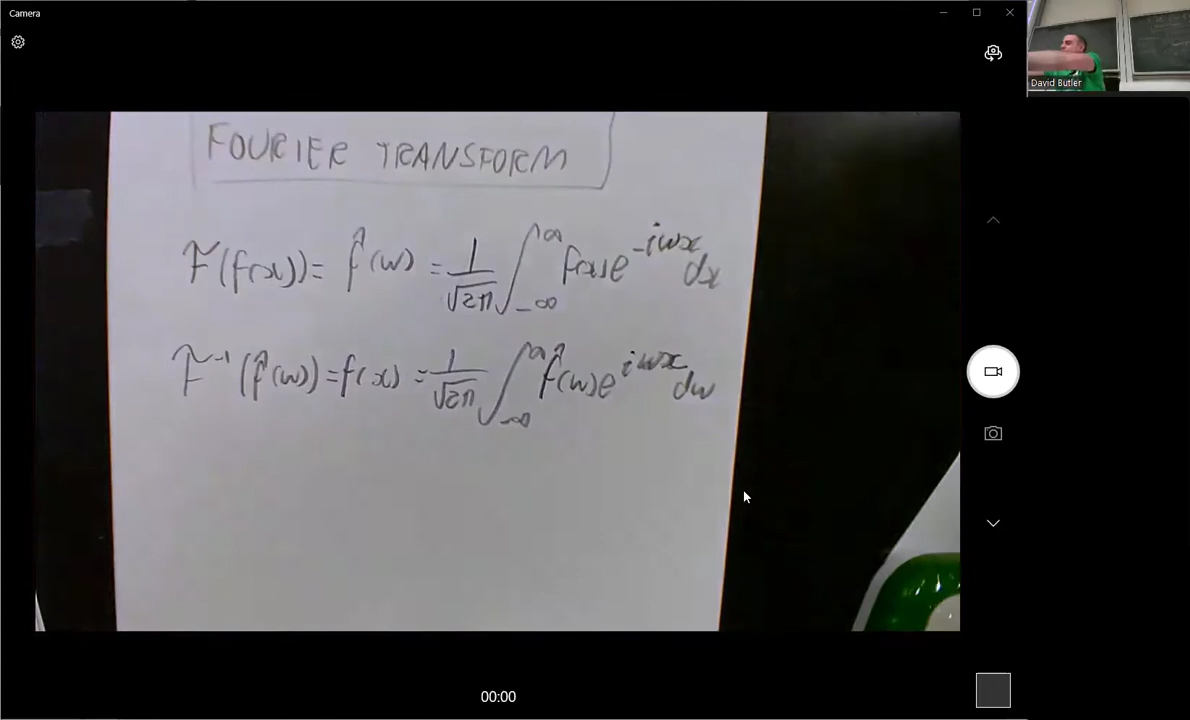 Camera
David Butler
FOURIER TRANSFORM
F(f(x)) = f̂(w) = 1/√2π ∫_{-∞}^{∞} f(x)e^{-iwx} dx
F⁻¹(f̂(w)) = f(x) = 1/√2π ∫_{-∞}^{∞} f̂(w)e^{iwx} dw
00:00